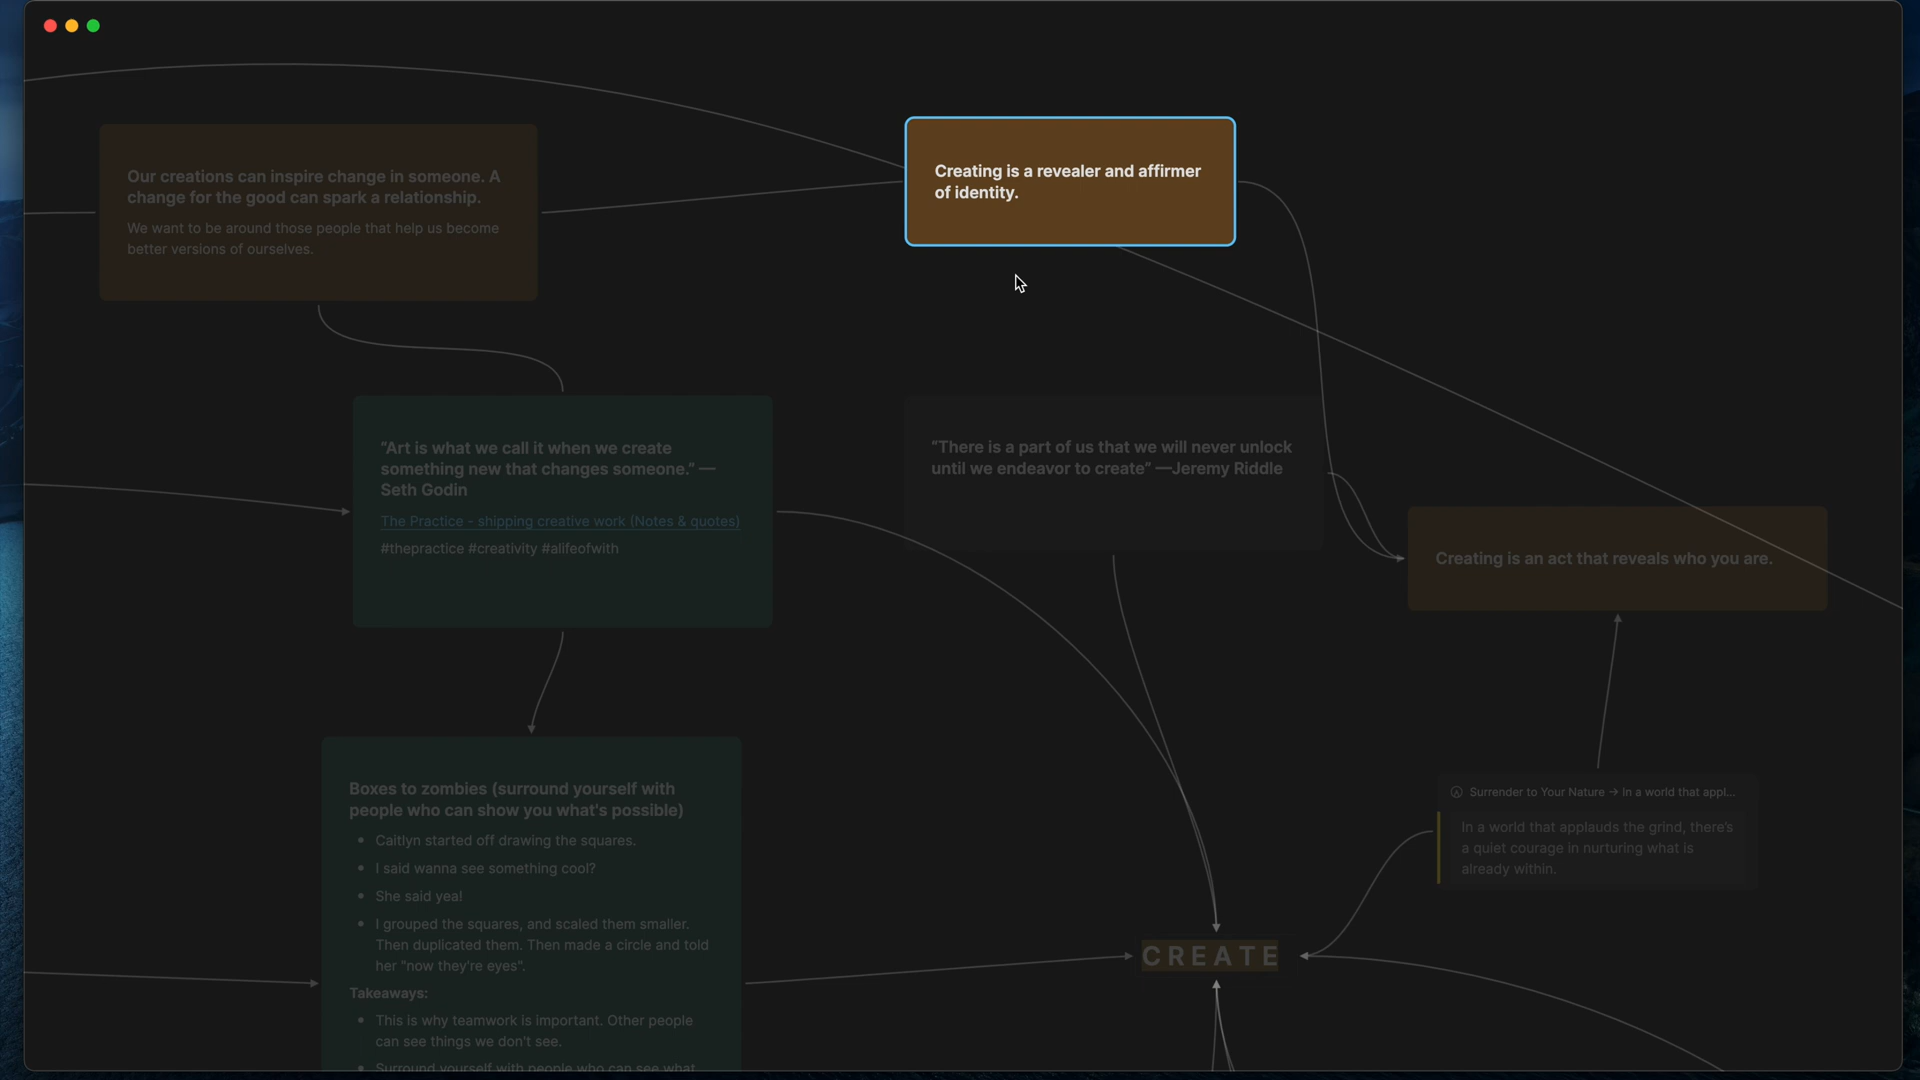 Creating is a revealer and affirmer
of identity.
Our creations can inspire change in someone. A
change for the good can spark a relationship.
We want to be around those people that help us become
better versions of ourselves.
“Art is what we call it when we create
something new that changes someone.” —
Seth Godin
The Practice - shipping creative work (Notes & quotes)
#thepractice #creativity #alifeofwith
“There is a part of us that we will never unlock
until we endeavor to create” —Jeremy Riddle
Creating is an act that reveals who you are.
Boxes to zombies (surround yourself with
people who can show you what's possible)
• Caitlyn started off drawing the squares.
• I said wanna see something cool?
• She said yea!
• I grouped the squares, and scaled them smaller.
Then duplicated them. Then made a circle and told
her "now they're eyes".
Takeaways:
• This is why teamwork is important. Other people
can see things we don't see.
• Surround yourself with people who can see what
Surrender to Your Nature → In a world that appl...
In a world that applauds the grind, there’s
a quiet courage in nurturing what is
already within.
CREATE